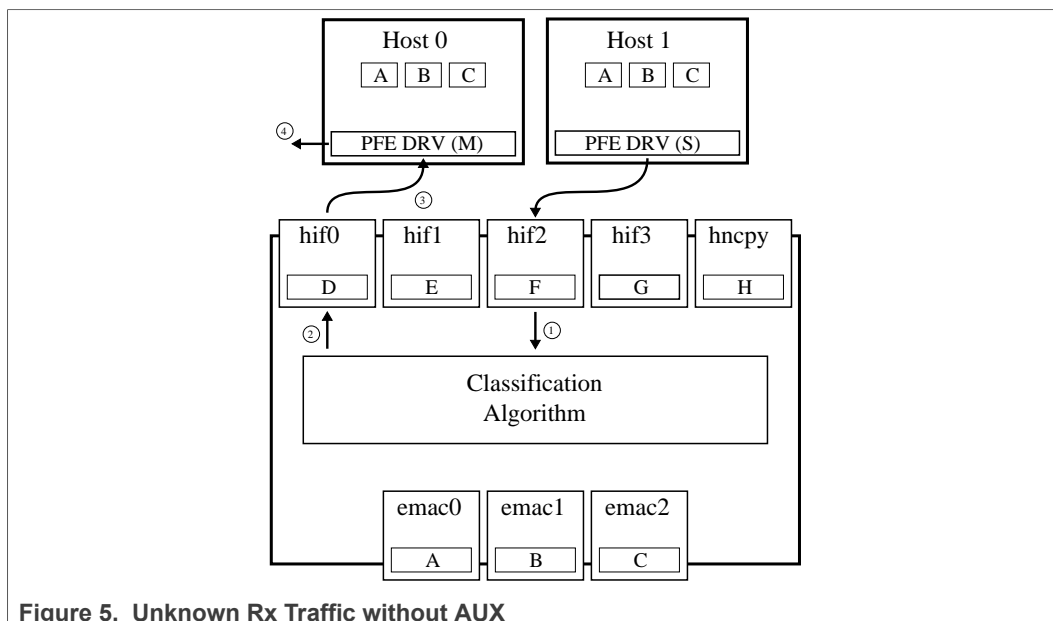 Host 0
Host 1
A B C
A B C
④
PFE DRV (M)
PFE DRV (S)
③
hif0
hif1
hif2
hif3
hncpy
D
E
F
G
H
②
①
Classification
Algorithm
emac0
emac1
emac2
A
B
C
Figure 5. Unknown Rx Traffic without AUX